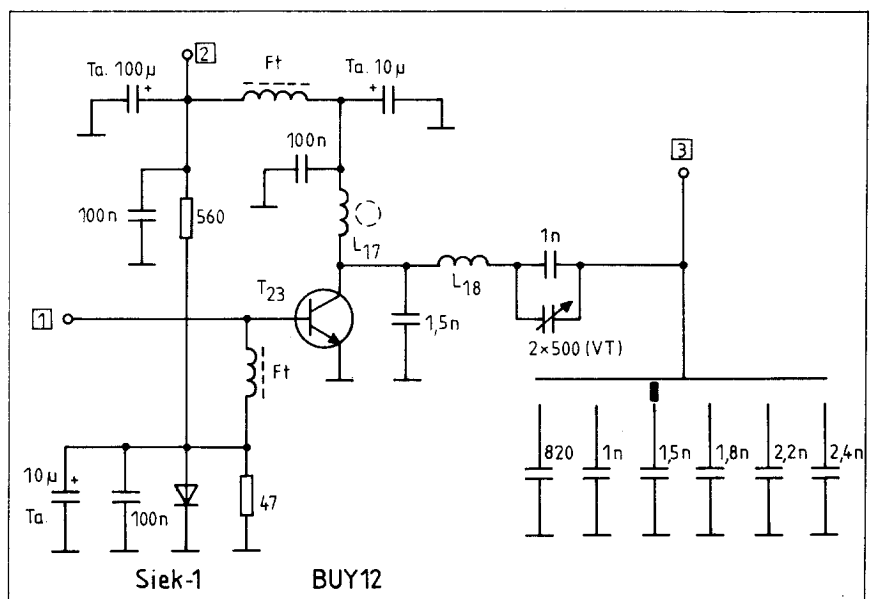 2
Ft
Ta. 100µ
+
Ta. 10µ
+
100n
3
100n
560
L17
1n
L18
T23
1
1,5n
2×500 (VT)
Ft
820
1n
1,5n
1,8n
2,2n
2,4n
10µ
+
Ta.
100n
47
Siek-1
BUY12